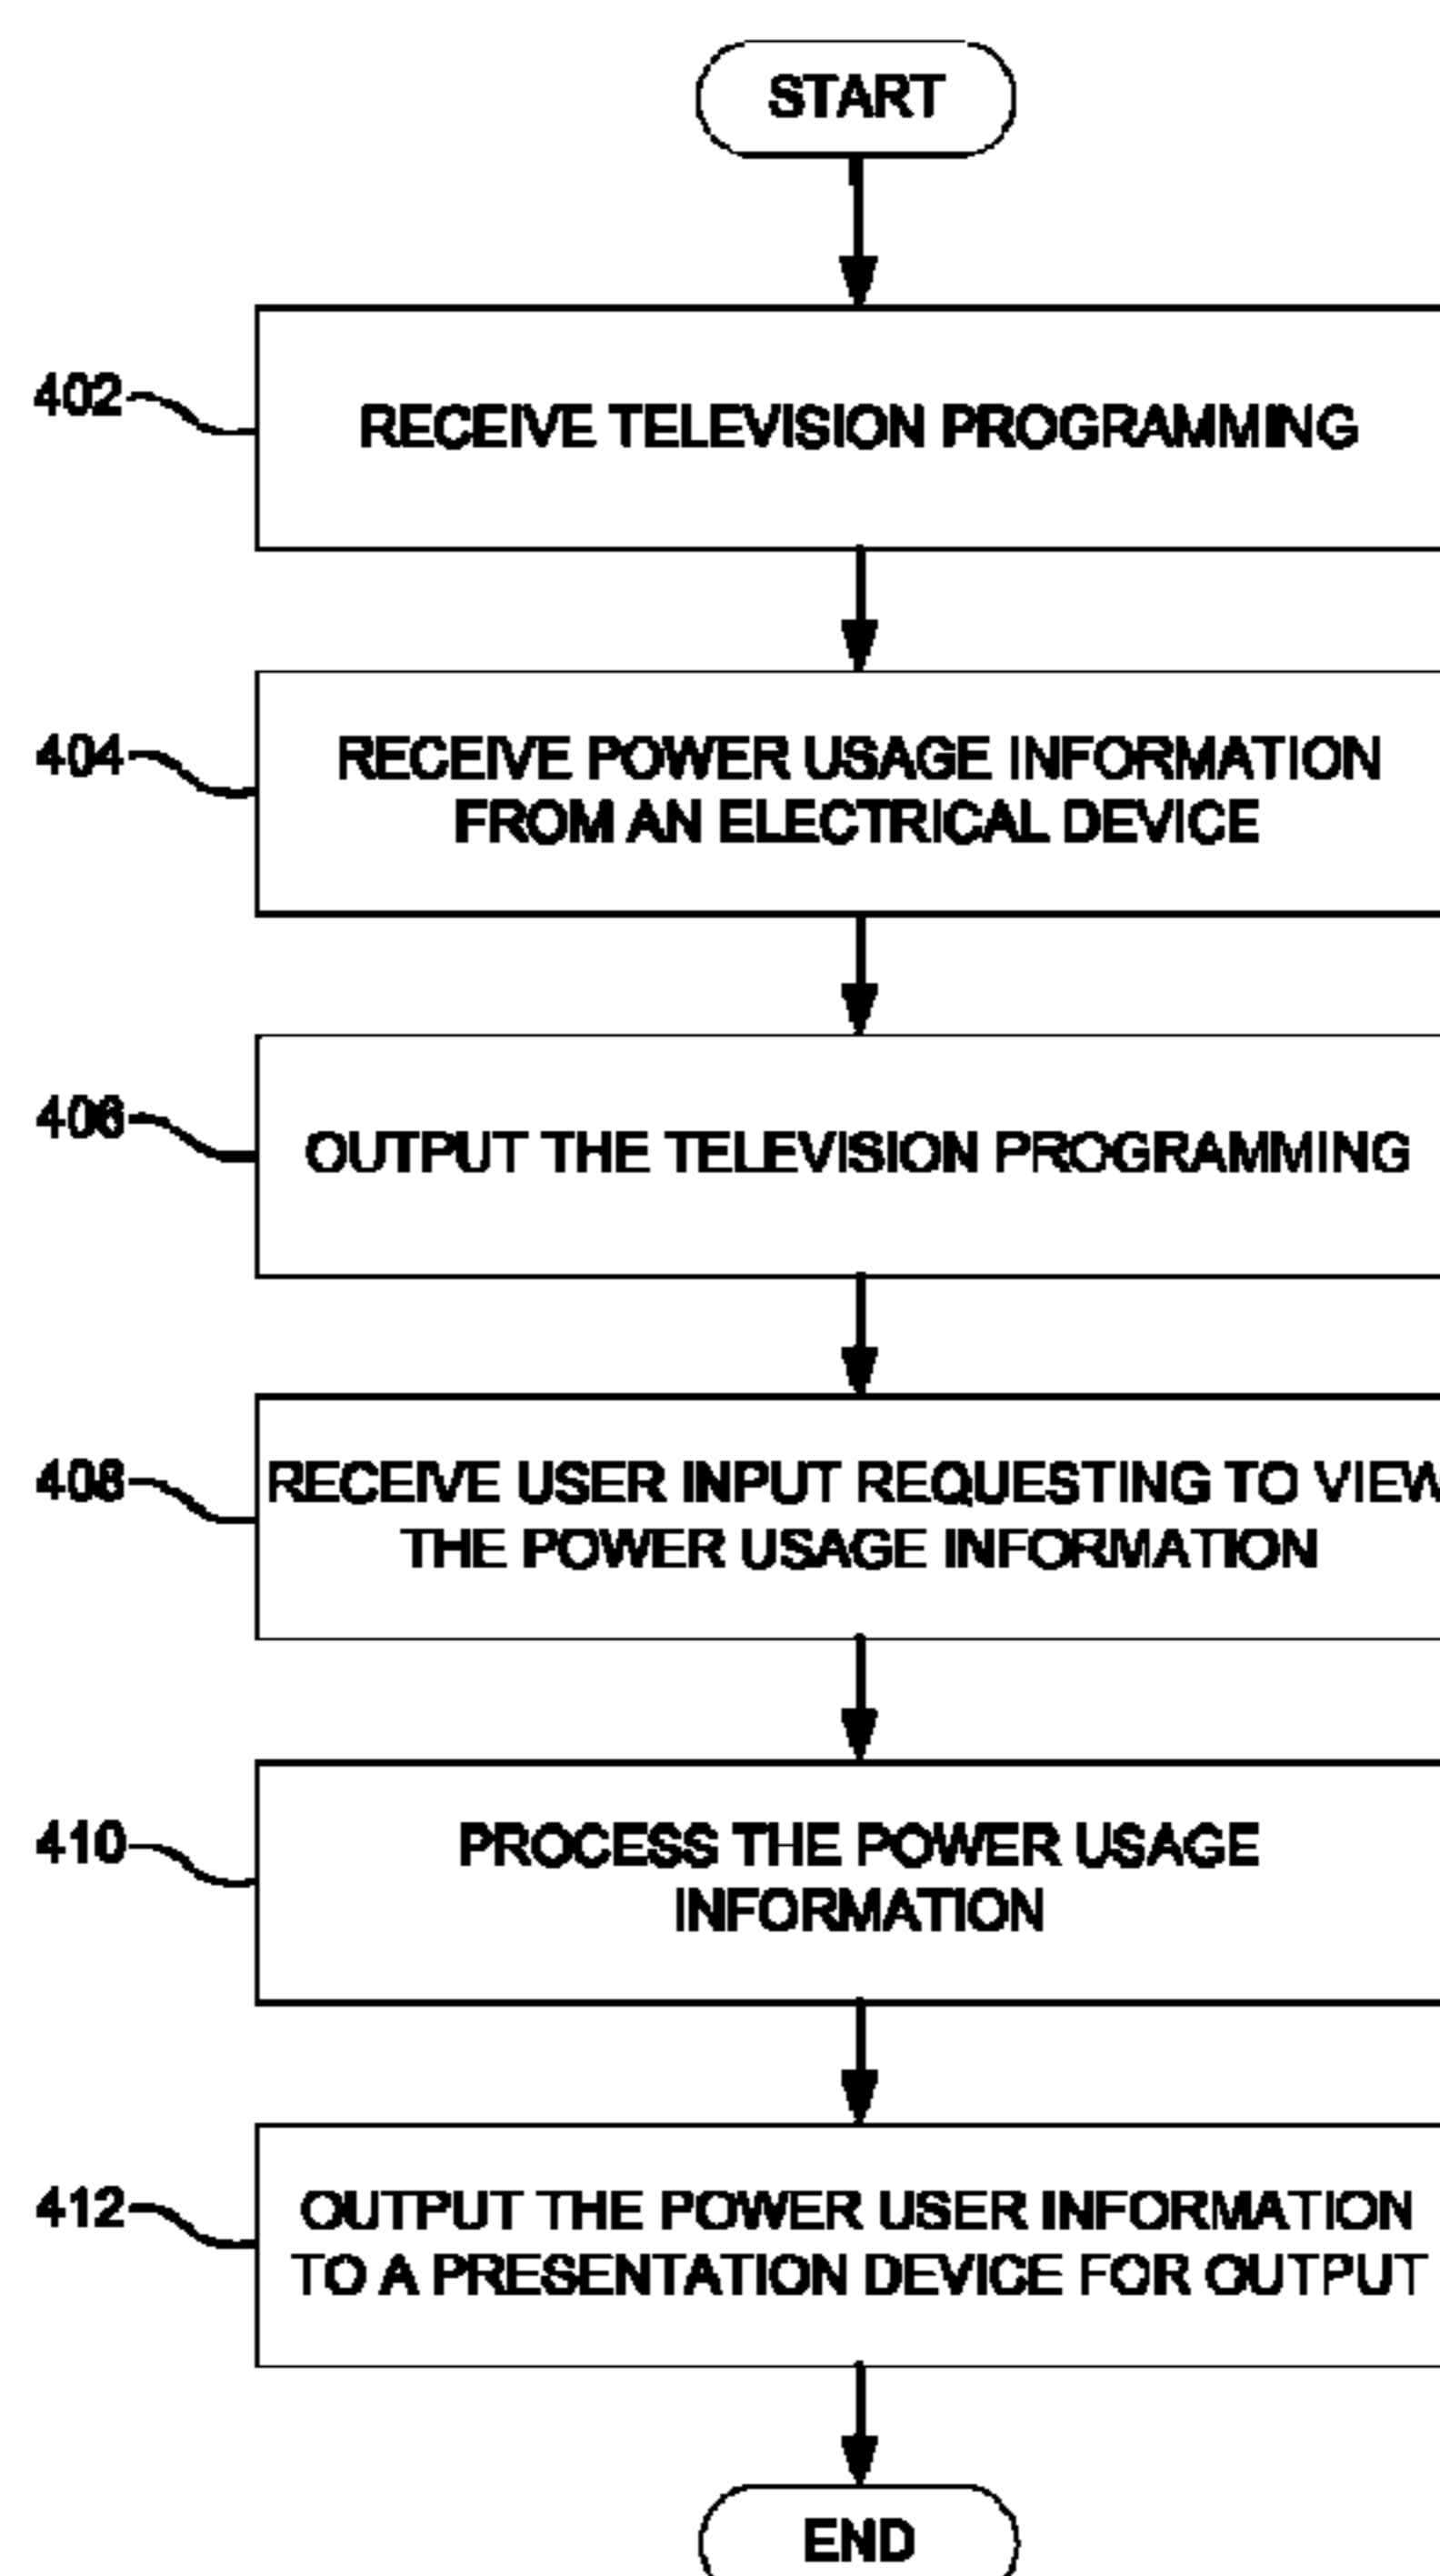 START
402
RECEIVE TELEVISION PROGRAMMING
404
RECEIVE POWER USAGE INFORMATION
FROM AN ELECTRICAL DEVICE
406
OUTPUT THE TELEVISION PROGRAMMING
408
RECEIVE USER INPUT REQUESTING TO VIEW
THE POWER USAGE INFORMATION
410
PROCESS THE POWER USAGE
INFORMATION
412
OUTPUT THE POWER USER INFORMATION
TO A PRESENTATION DEVICE FOR OUTPUT
END